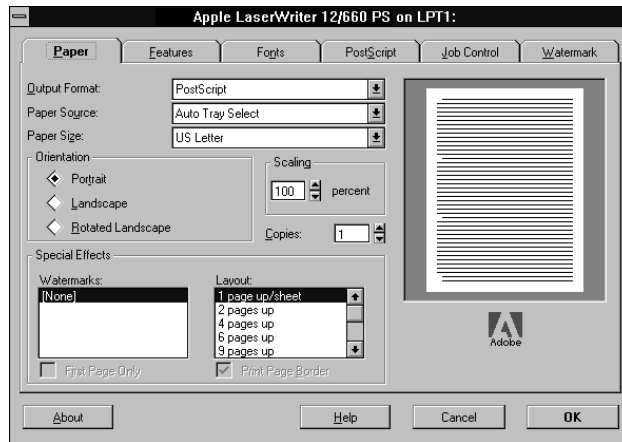 Apple LaserWriter 12/660 PS on LPT1:
Paper Features Fonts PostScript Job Control Watermark
Output Format: PostScript
Paper Source: Auto Tray Select
Paper Size: US Letter
Orientation
Portrait
Landscape
Rotated Landscape
Scaling
100 percent
Copies: 1
Special Effects
Watermarks:
[None]
First Page Only
Layout:
1 page up/sheet
2 pages up
4 pages up
6 pages up
9 pages up
Print Page Border
Adobe
About Help Cancel OK